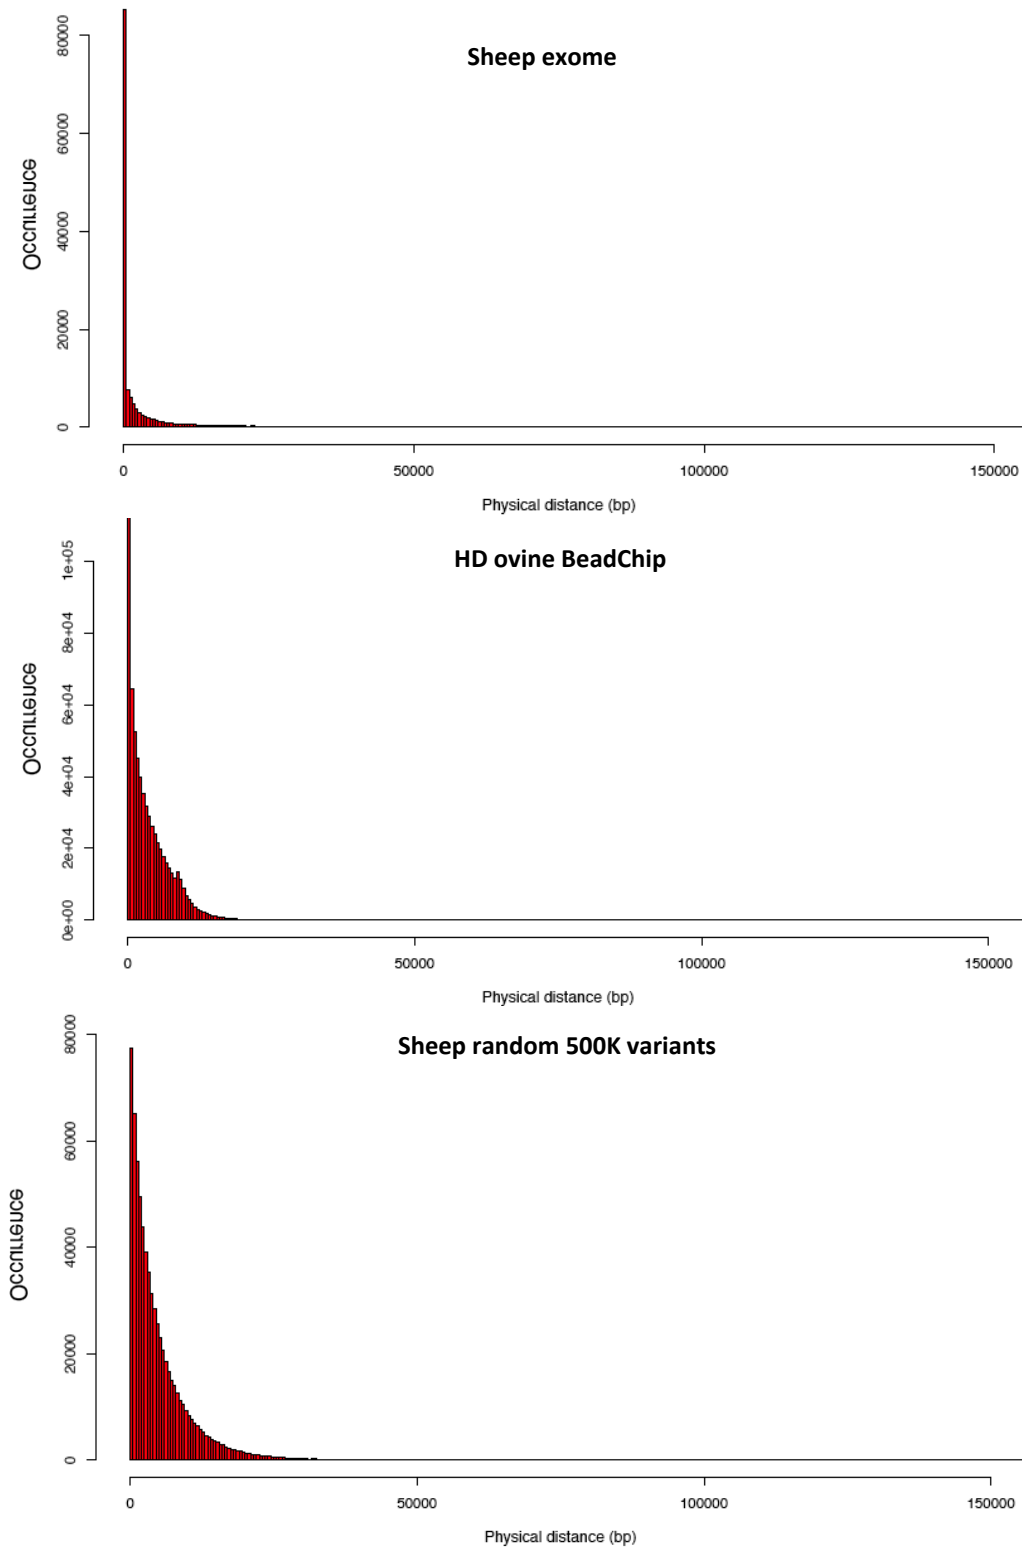 Sheep exome
Occurrence
80000
60000
40000
20000
0
0 50000 100000 150000
Physical distance (bp)
HD ovine BeadChip
Occurrence
1e+05
8e+04
6e+04
4e+04
2e+04
0e+00
0 50000 100000 150000
Physical distance (bp)
Sheep random 500K variants
Occurrence
80000
60000
40000
20000
0
0 50000 100000 150000
Physical distance (bp)